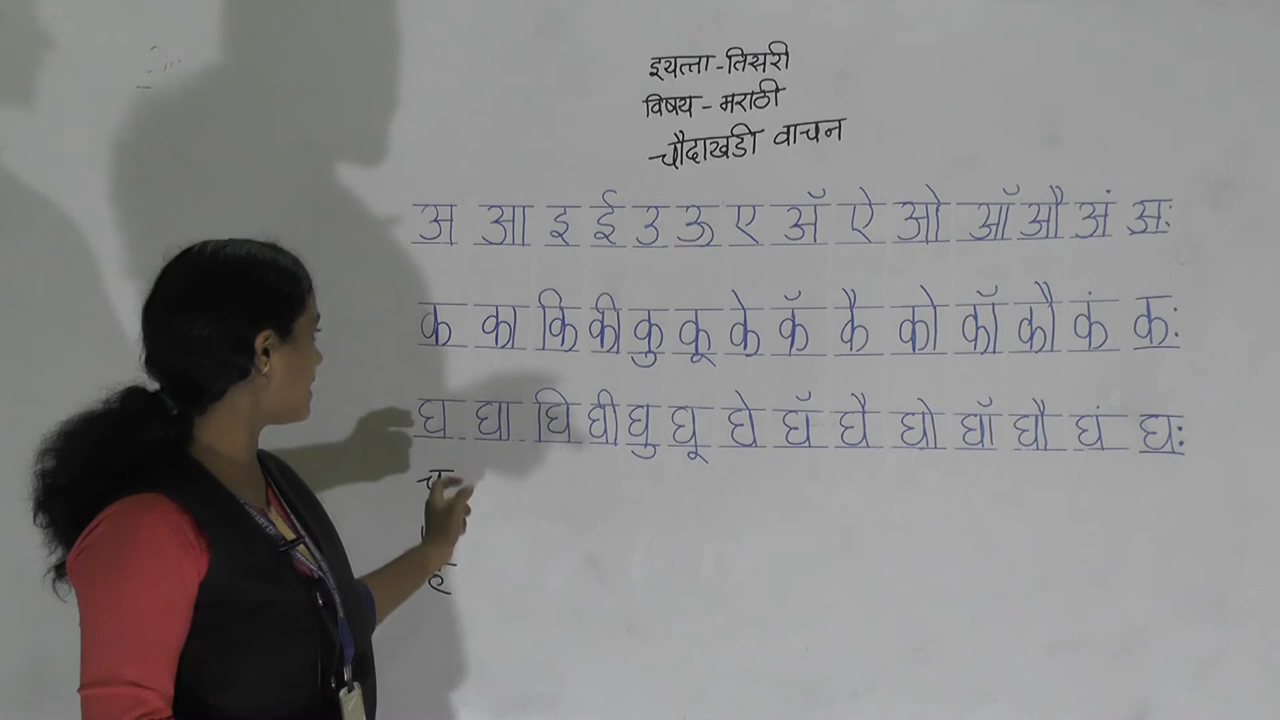 इयत्ता - तिसरी
विषय - मराठी
चौदाखडी वाचन
अ आ इ ई उ ऊ ए ॲ ऐ ओ ऑ औ अं अः
क का कि की कु कू के कॅ कै को कॉ कौ कं कः
घ घा घि घी घु घू घे घॅ घै घो घॉ घौ घं घः
च